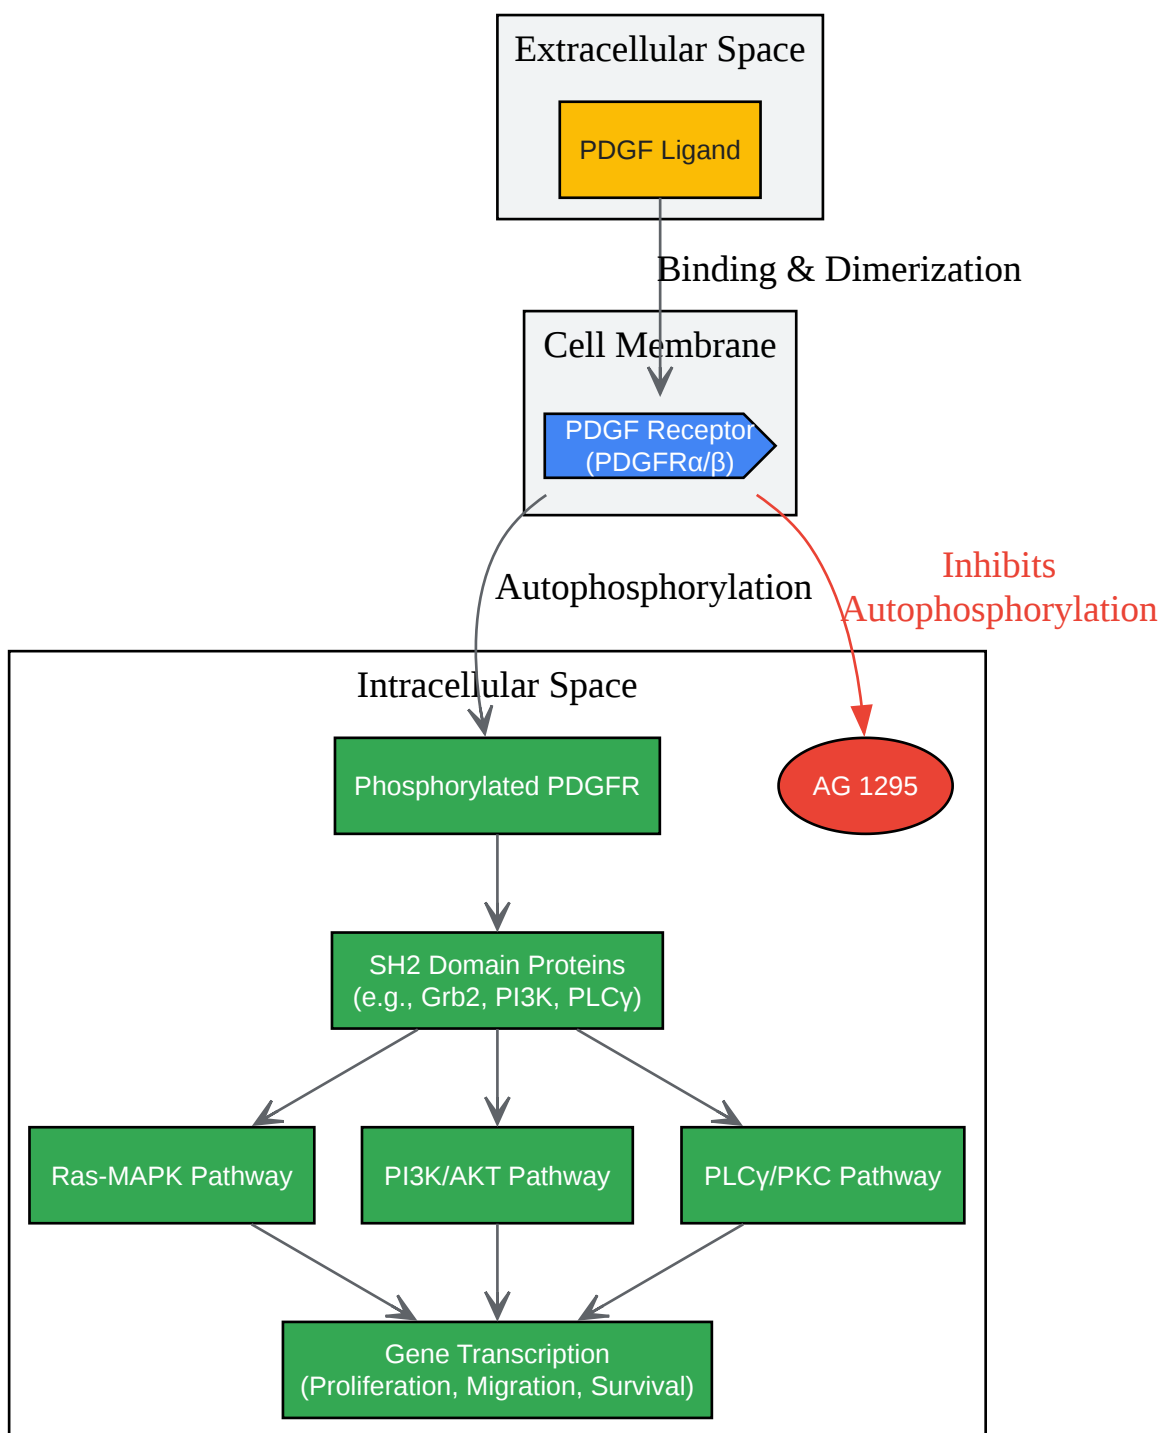 Extracellular Space
PDGF Ligand
Binding & Dimerization
Cell Membrane
PDGF Receptor
(PDGFRα/β)
Autophosphorylation
Inhibits
Autophosphorylation
Intracellular Space
Phosphorylated PDGFR
AG 1295
SH2 Domain Proteins
(e.g., Grb2, PI3K, PLCγ)
Ras-MAPK Pathway
PI3K/AKT Pathway
PLCγ/PKC Pathway
Gene Transcription
(Proliferation, Migration, Survival)